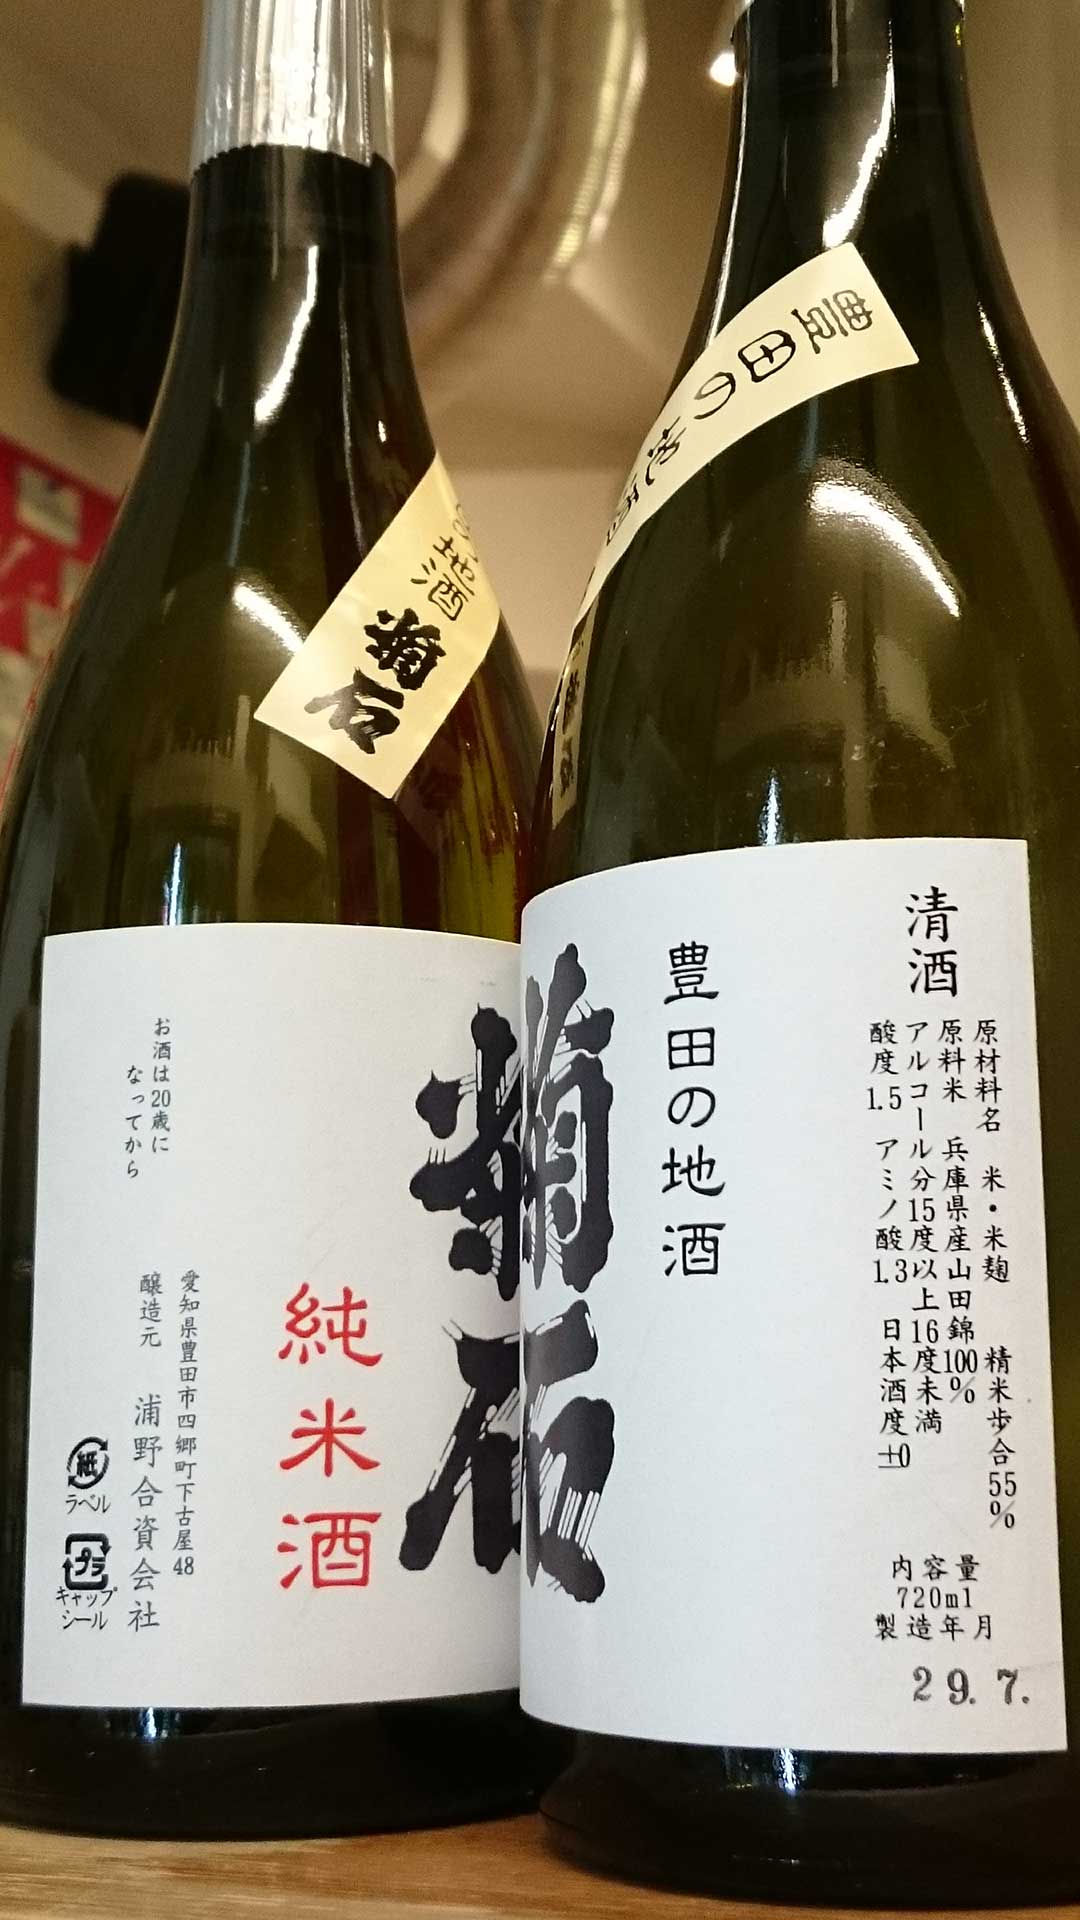 の地酒
菊石
豊田の地酒
菊石
純米酒
愛知県豊田市四郷町下古屋48
醸造元 浦野合資会社
お酒は20歳に
なってから
紙
ラベル
プラ
キャップ
シール
清酒
原材料名 米・米麹 精米歩合55%
原料米 兵庫県産山田錦100%
アルコール分15度以上16度未満
酸度1.5 アミノ酸1.3 日本酒度±0
内容量
720ml
製造年月
29.7.
豊田の地酒
菊石